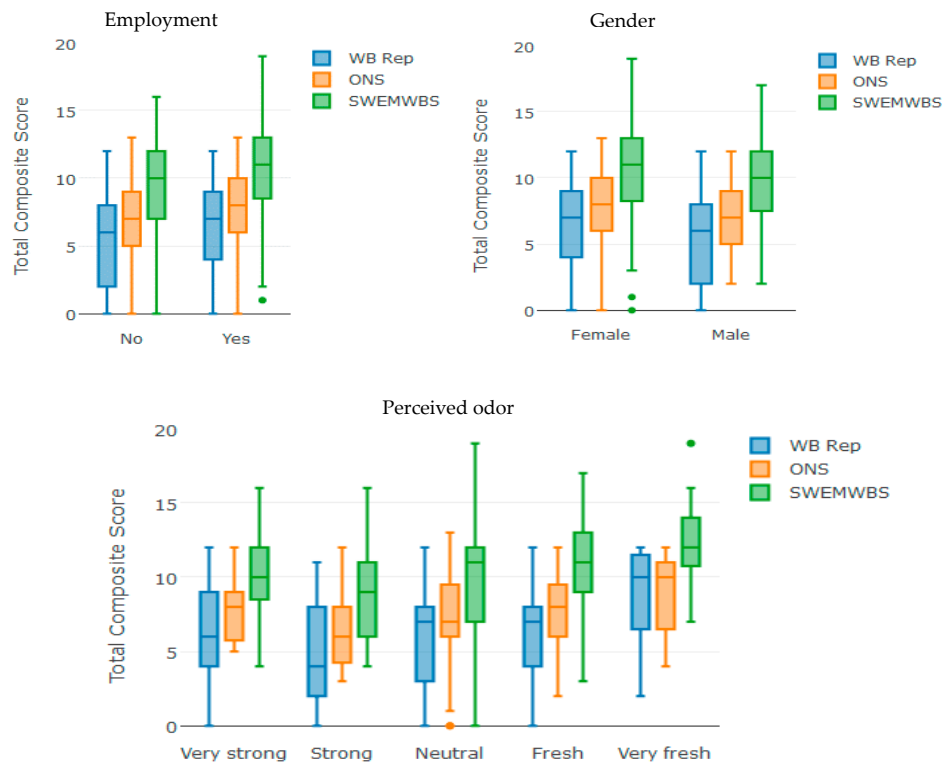 Employment
Gender
20
15
10
5
0
Total Composite Score
No
Yes
WB Rep
ONS
SWEMWBS
20
15
10
5
0
Total Composite Score
Female
Male
WB Rep
ONS
SWEMWBS
Perceived odor
20
15
10
5
0
Total Composite Score
Very strong
Strong
Neutral
Fresh
Very fresh
WB Rep
ONS
SWEMWBS